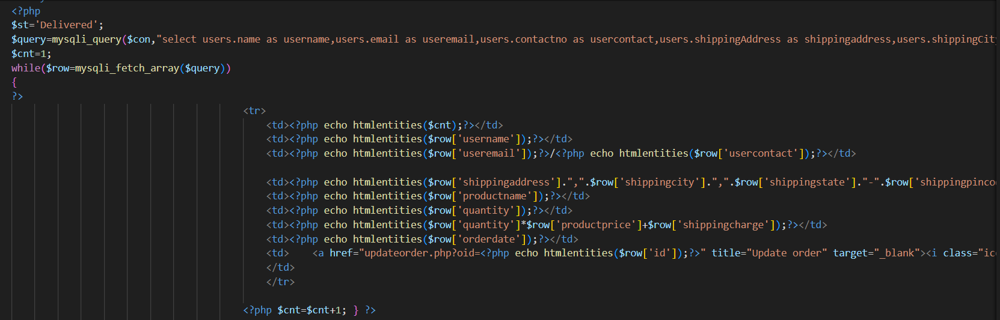 <?php
$st='Delivered';
$query=mysqli_query($con,"select users.name as username,users.email as useremail,users.contactno as usercontact,users.shippingAddress as shippingaddress,users.shippingCity
$cnt=1;
while($row=mysqli_fetch_array($query))
{
?>
<tr>
<td><?php echo htmlentities($cnt);?></td>
<td><?php echo htmlentities($row['username']);?></td>
<td><?php echo htmlentities($row['useremail']);?>/<?php echo htmlentities($row['usercontact']);?></td>
<td><?php echo htmlentities($row['shippingaddress'].",".$row['shippingcity'].",".$row['shippingstate']."-".$row['shippingpinco
<td><?php echo htmlentities($row['productname']);?></td>
<td><?php echo htmlentities($row['quantity']);?></td>
<td><?php echo htmlentities($row['quantity']*$row['productprice']+$row['shippingcharge']);?></td>
<td><?php echo htmlentities($row['orderdate']);?></td>
<td>    <a href="updateorder.php?oid=<?php echo htmlentities($row['id']);?>" title="Update order" target="_blank"><i class="ic
</td>
</tr>
<?php $cnt=$cnt+1; } ?>